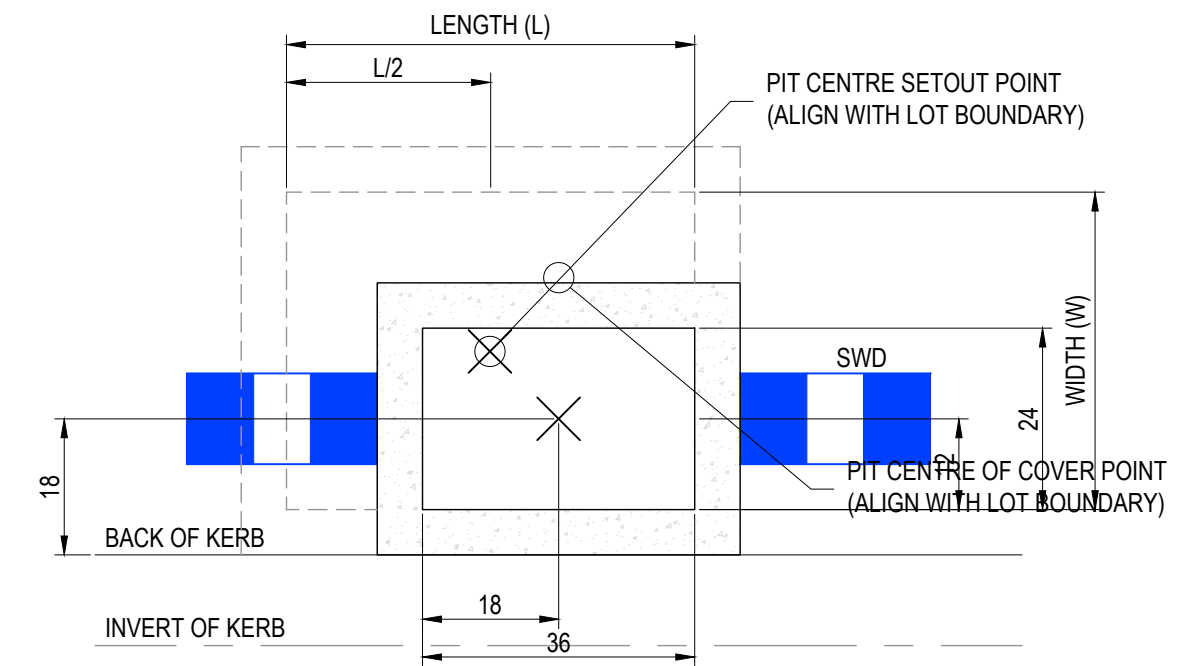 LENGTH (L)
L/2
PIT CENTRE SETOUT POINT
(ALIGN WITH LOT BOUNDARY)
WIDTH (W)
SWD
24
12
18
PIT CENTRE OF COVER POINT
(ALIGN WITH LOT BOUNDARY)
BACK OF KERB
18
INVERT OF KERB
36